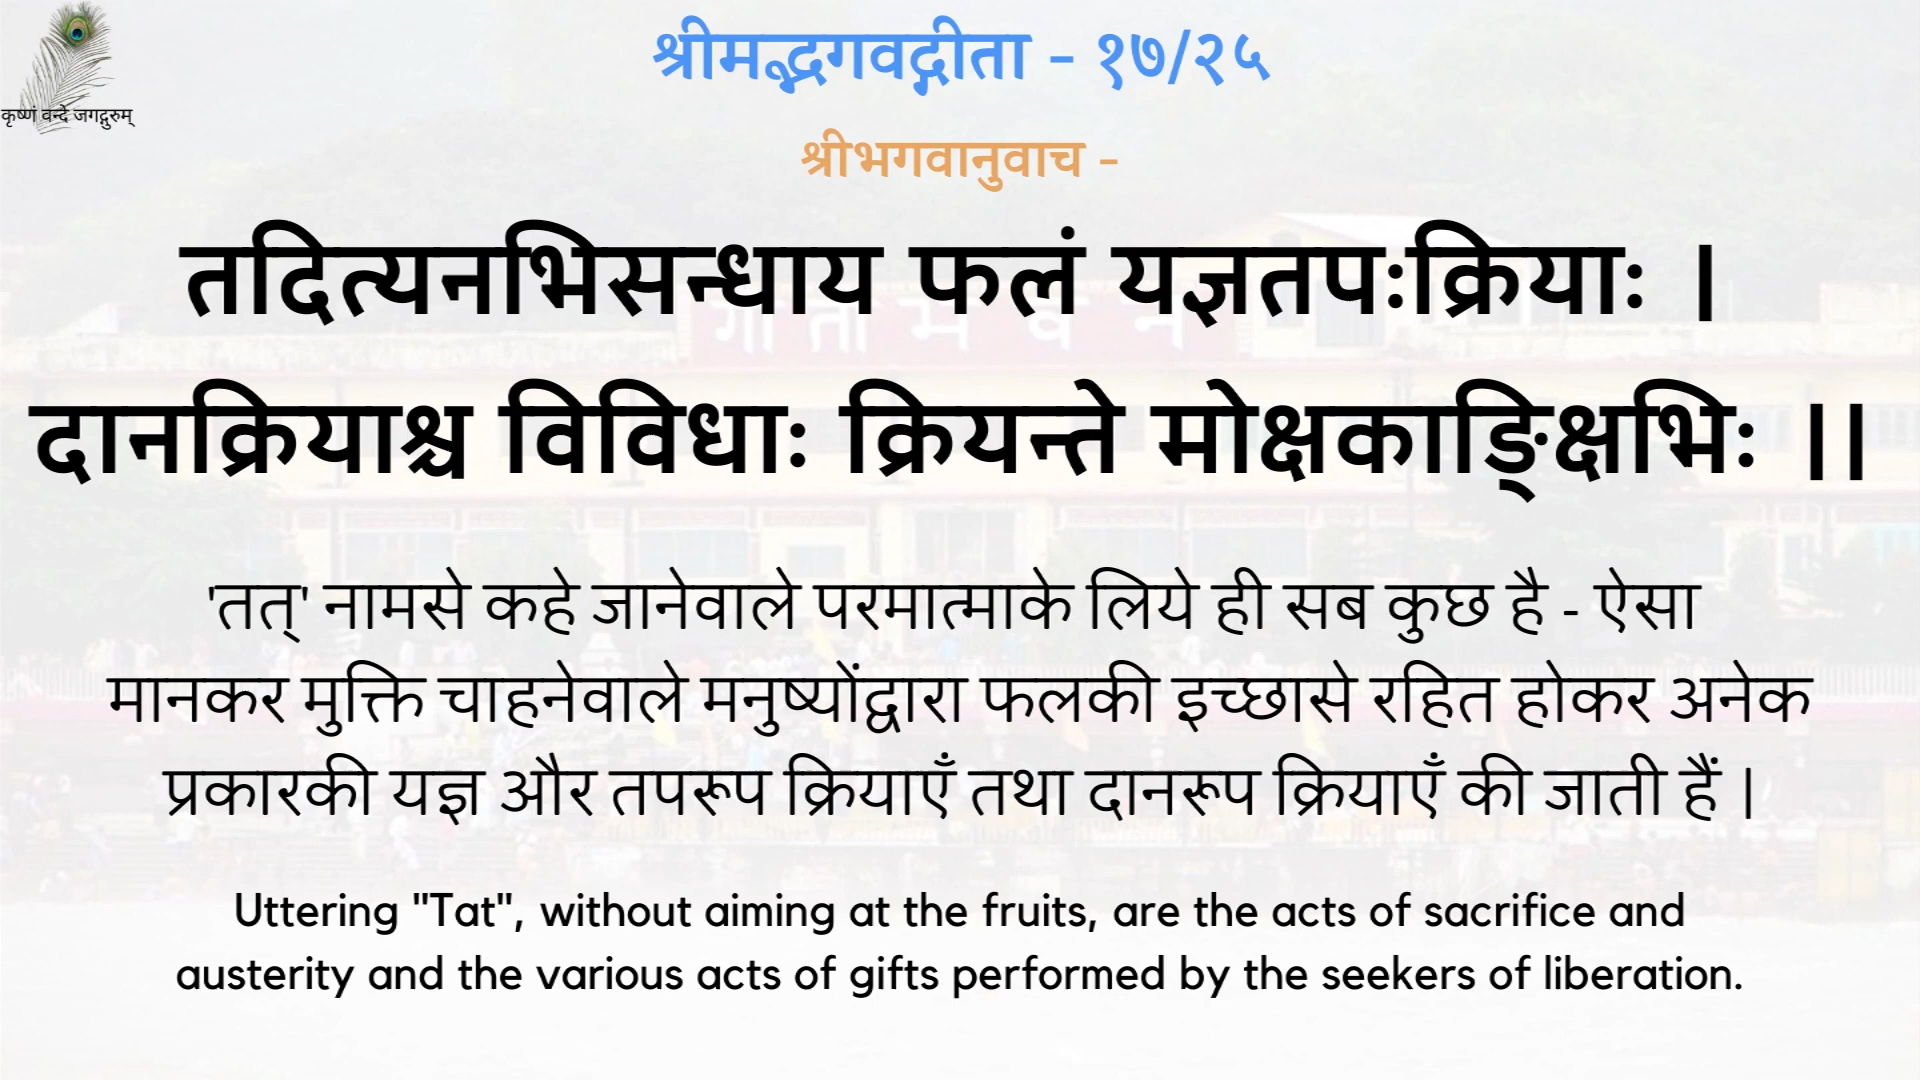 कृष्णं वन्दे जगद्गुरुम्
श्रीमद्भगवद्गीता - १७/२५
श्रीभगवानुवाच -
तदित्यनभिसन्धाय फलं यज्ञतपःक्रियाः ।
गीता भवन
दानक्रियाश्च विविधाः क्रियन्ते मोक्षकाङ्क्षिभिः ।।
'तत्' नामसे कहे जानेवाले परमात्माके लिये ही सब कुछ है - ऐसा
मानकर मुक्ति चाहनेवाले मनुष्योंद्वारा फलकी इच्छासे रहित होकर अनेक
प्रकारकी यज्ञ और तपरूप क्रियाएँ तथा दानरूप क्रियाएँ की जाती हैं |
Uttering "Tat", without aiming at the fruits, are the acts of sacrifice and
austerity and the various acts of gifts performed by the seekers of liberation.